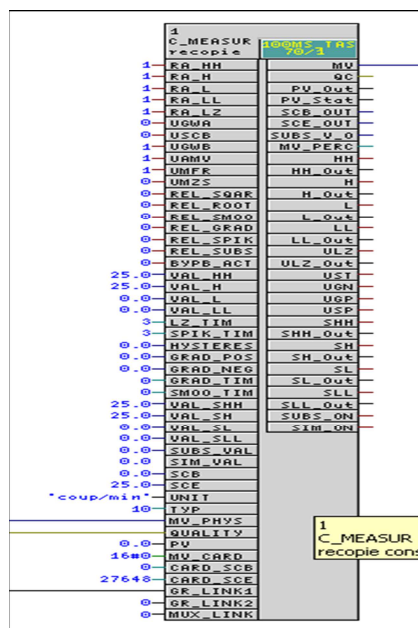 1
C_MEASUR
recopie
100MS_TAS
70/1
1 RA_HH MV
1 RA_H QC
1 RA_L PV_Out
1 RA_LL PV_Stat
1 RA_LZ SCB_OUT
0 UGWA SCE_OUT
0 USCB SUBS_V_O
1 UGWB MV_PERC
1 UAMV HH
1 UMFR HH_Out
0 UMZS H
0 REL_SQAR H_Out
0 REL_ROOT L
0 REL_SMOO L_Out
0 REL_GRAD LL
0 REL_SPIK LL_Out
0 REL_SUBS ULZ
0 BYPB_ACT ULZ_Out
25.0 VAL_HH UST
25.0 VAL_H UGN
0.0 VAL_L UGP
0.0 VAL_LL USP
3 LZ_TIM SHH
3 SPIK_TIM SHH_Out
0.0 HYSTERES SH
0.0 GRAD_POS SH_Out
0.0 GRAD_NEG SL
0 GRAD_TIM SL_Out
0 SMOO_TIM SLL
25.0 VAL_SHH SLL_Out
25.0 VAL_SH SUBS_ON
0.0 VAL_SL SIM_ON
0.0 VAL_SLL
0.0 SUBS_VAL
0.0 SIM_VAL
0.0 SCB
25.0 SCE
"coup/min" UNIT
10 TYP
MV_PHYS
QUALITY
0.0 PV
16#0 MV_CARD
0 CARD_SCB
27648 CARD_SCE
GR_LINK1
0 GR_LINK2
0 MUX_LINK
1
C_MEASUR
recopie cons